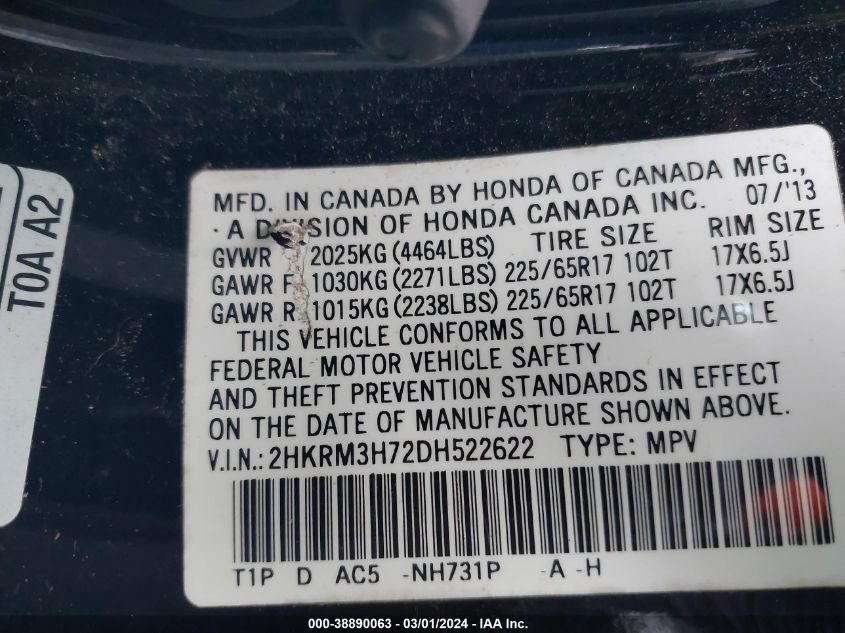 MFD. IN CANADA BY HONDA OF CANADA MFG.,
· A DIVISION OF HONDA CANADA INC. 07/'13
GVWR 2025KG (4464LBS) TIRE SIZE RIM SIZE
GAWR F 1030KG (2271LBS) 225/65R17 102T 17X6.5J
GAWR R 1015KG (2238LBS) 225/65R17 102T 17X6.5J
THIS VEHICLE CONFORMS TO ALL APPLICABLE
FEDERAL MOTOR VEHICLE SAFETY
AND THEFT PREVENTION STANDARDS IN EFFECT
ON THE DATE OF MANUFACTURE SHOWN ABOVE.
V.I.N.: 2HKRM3H72DH522622 TYPE: MPV
T1P D AC5 -NH731P -A -H
T0A A2
000-38890063 - 03/01/2024 - IAA Inc.